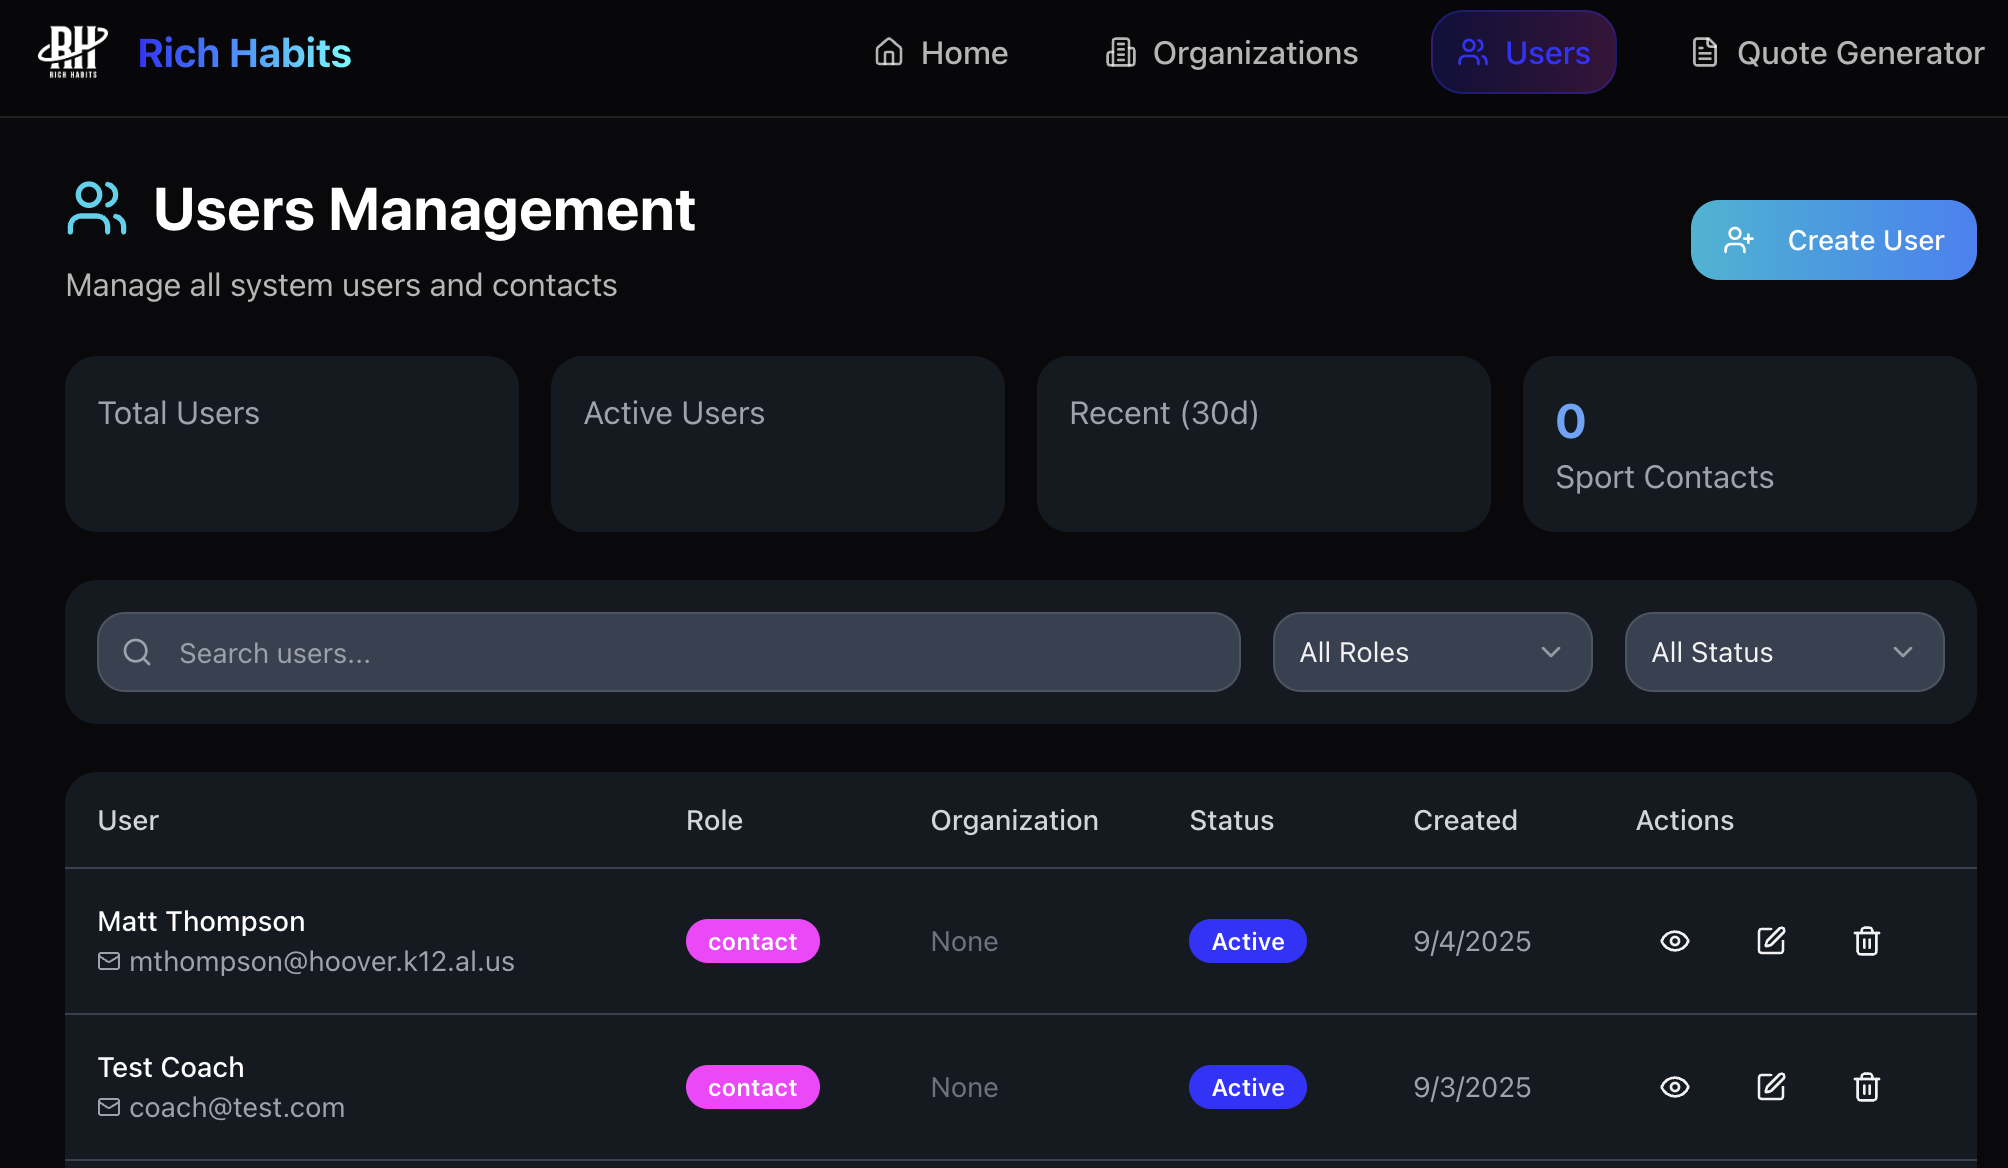 RH
RICH HABITS
Rich Habits
Home
Organizations
Users
Quote Generator
Users Management
Manage all system users and contacts
Create User
Total Users
Active Users
Recent (30d)
0
Sport Contacts
Search users...
All Roles
All Status
User Role Organization Status Created Actions
Matt Thompson
mthompson@hoover.k12.al.us
contact
None
Active
9/4/2025
Test Coach
coach@test.com
contact
None
Active
9/3/2025